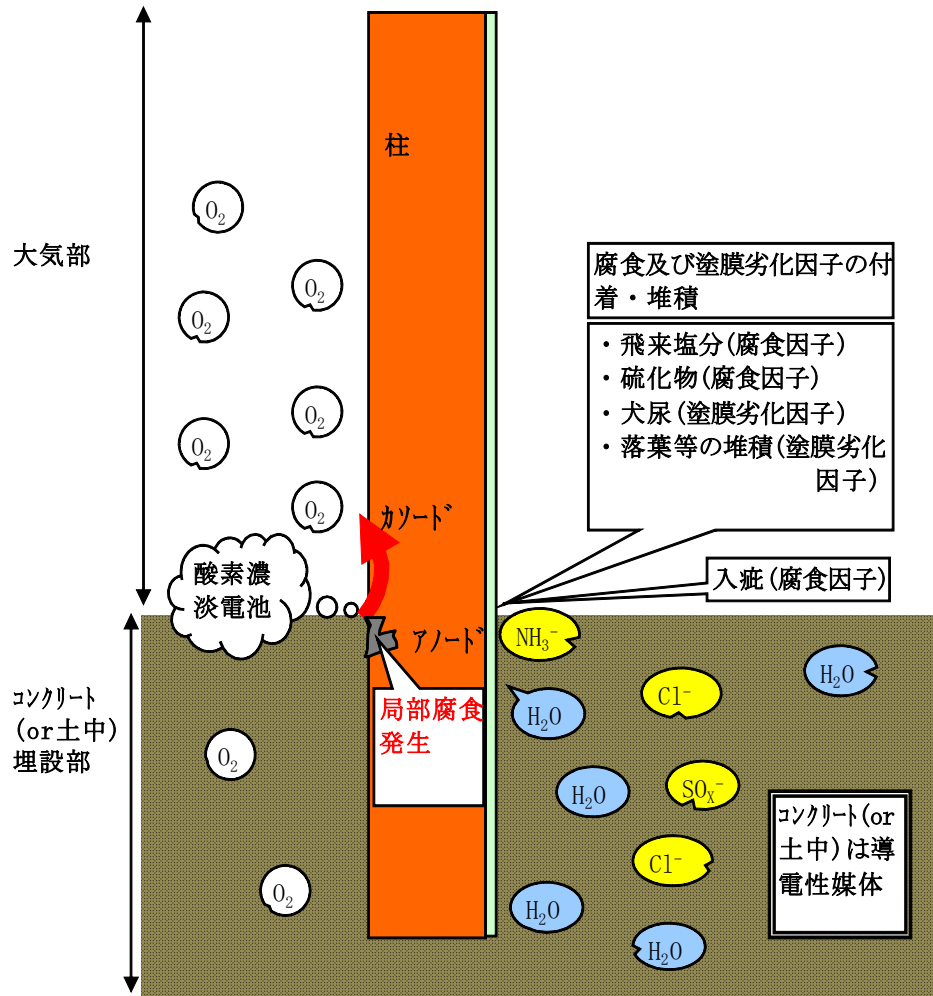 柱
大気部
O2
O2
O2
O2
O2
O2
腐食及び塗膜劣化因子の付
着・堆積
・飛来塩分(腐食因子)
・硫化物(腐食因子)
・犬尿(塗膜劣化因子)
・落葉等の堆積(塗膜劣化
因子)
ｶｿｰﾄﾞ
酸素濃
淡電池
入疵(腐食因子)
ｱﾉｰﾄﾞ
NH3-
H2O
Cl-
H2O
局部腐食
発生
ｺﾝｸﾘｰﾄ
(or土中)
埋設部
O2
H2O
SOX-
ｺﾝｸﾘｰﾄ(or
土中)は導
電性媒体
Cl-
O2
H2O
H2O